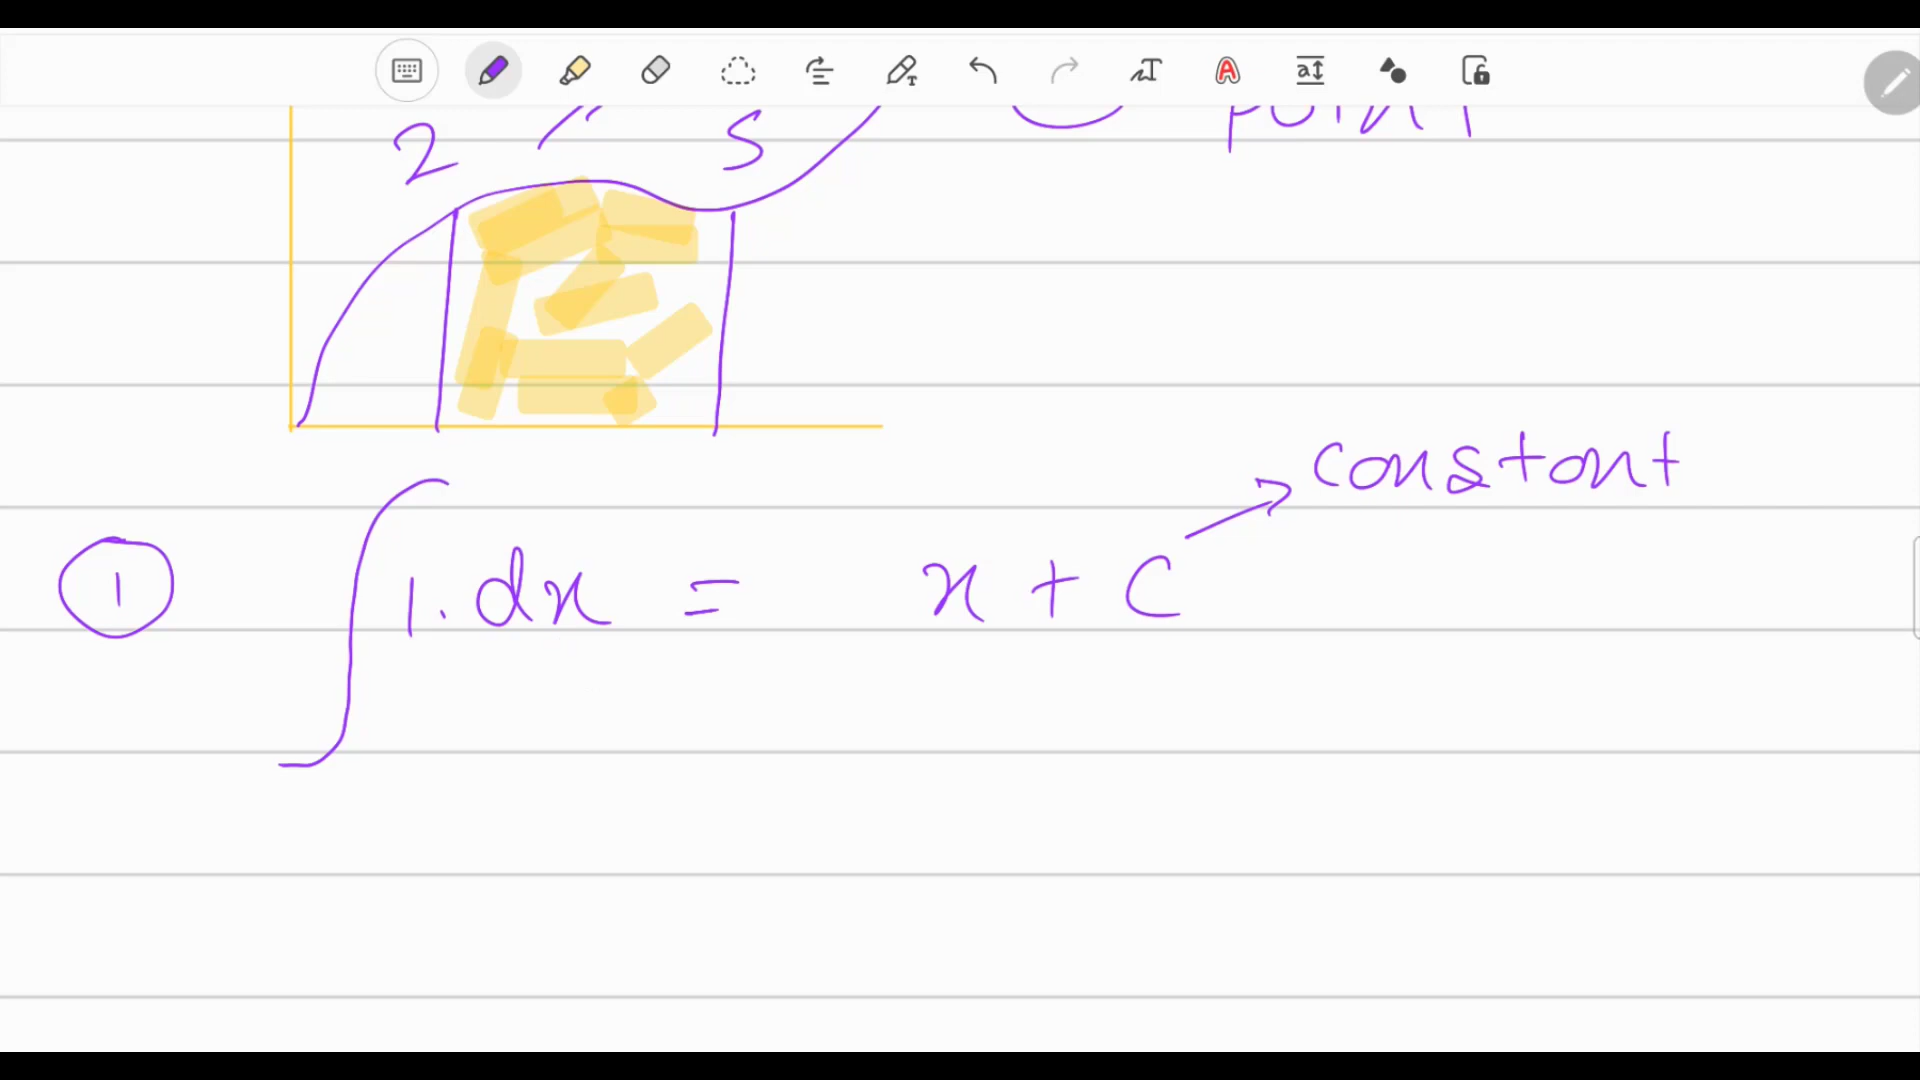 2 5
constant
① ∫ 1. dx = x + C